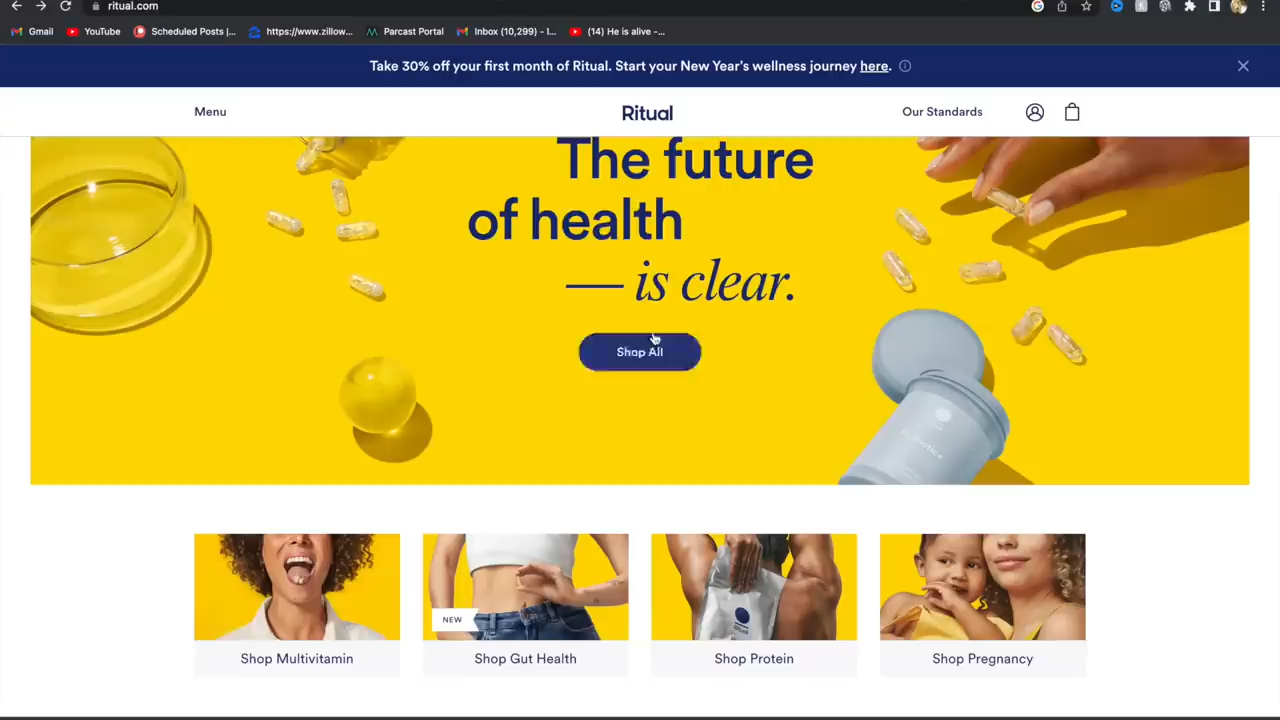 ritual.com
Gmail
YouTube
Scheduled Posts |...
https://www.zillow...
Parcast Portal
Inbox (10,299) - I...
(14) He is alive -...
Take 30% off your first month of Ritual. Start your New Year's wellness journey here.
Menu
Ritual
Our Standards
The future
of health
— is clear.
Shop All
NEW
Shop Multivitamin
Shop Gut Health
Shop Protein
Shop Pregnancy